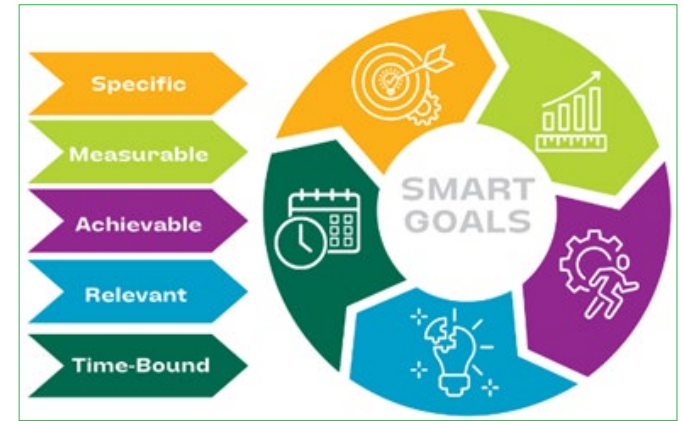 Specific
Measurable
Achievable
Relevant
Time-Bound
SMART
GOALS